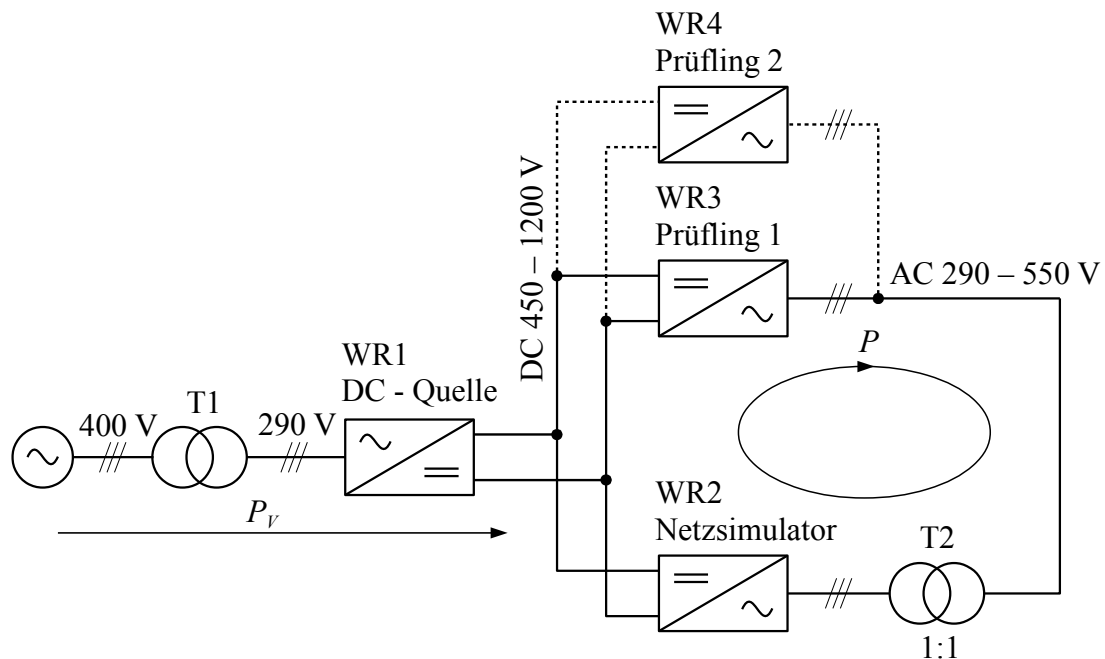 WR4
Prüfling 2
DC 450 – 1200 V
WR3
Prüfling 1
AC 290 – 550 V
P
WR1
DC - Quelle
T1
400 V
290 V
P_V
WR2
Netzsimulator
T2
1:1